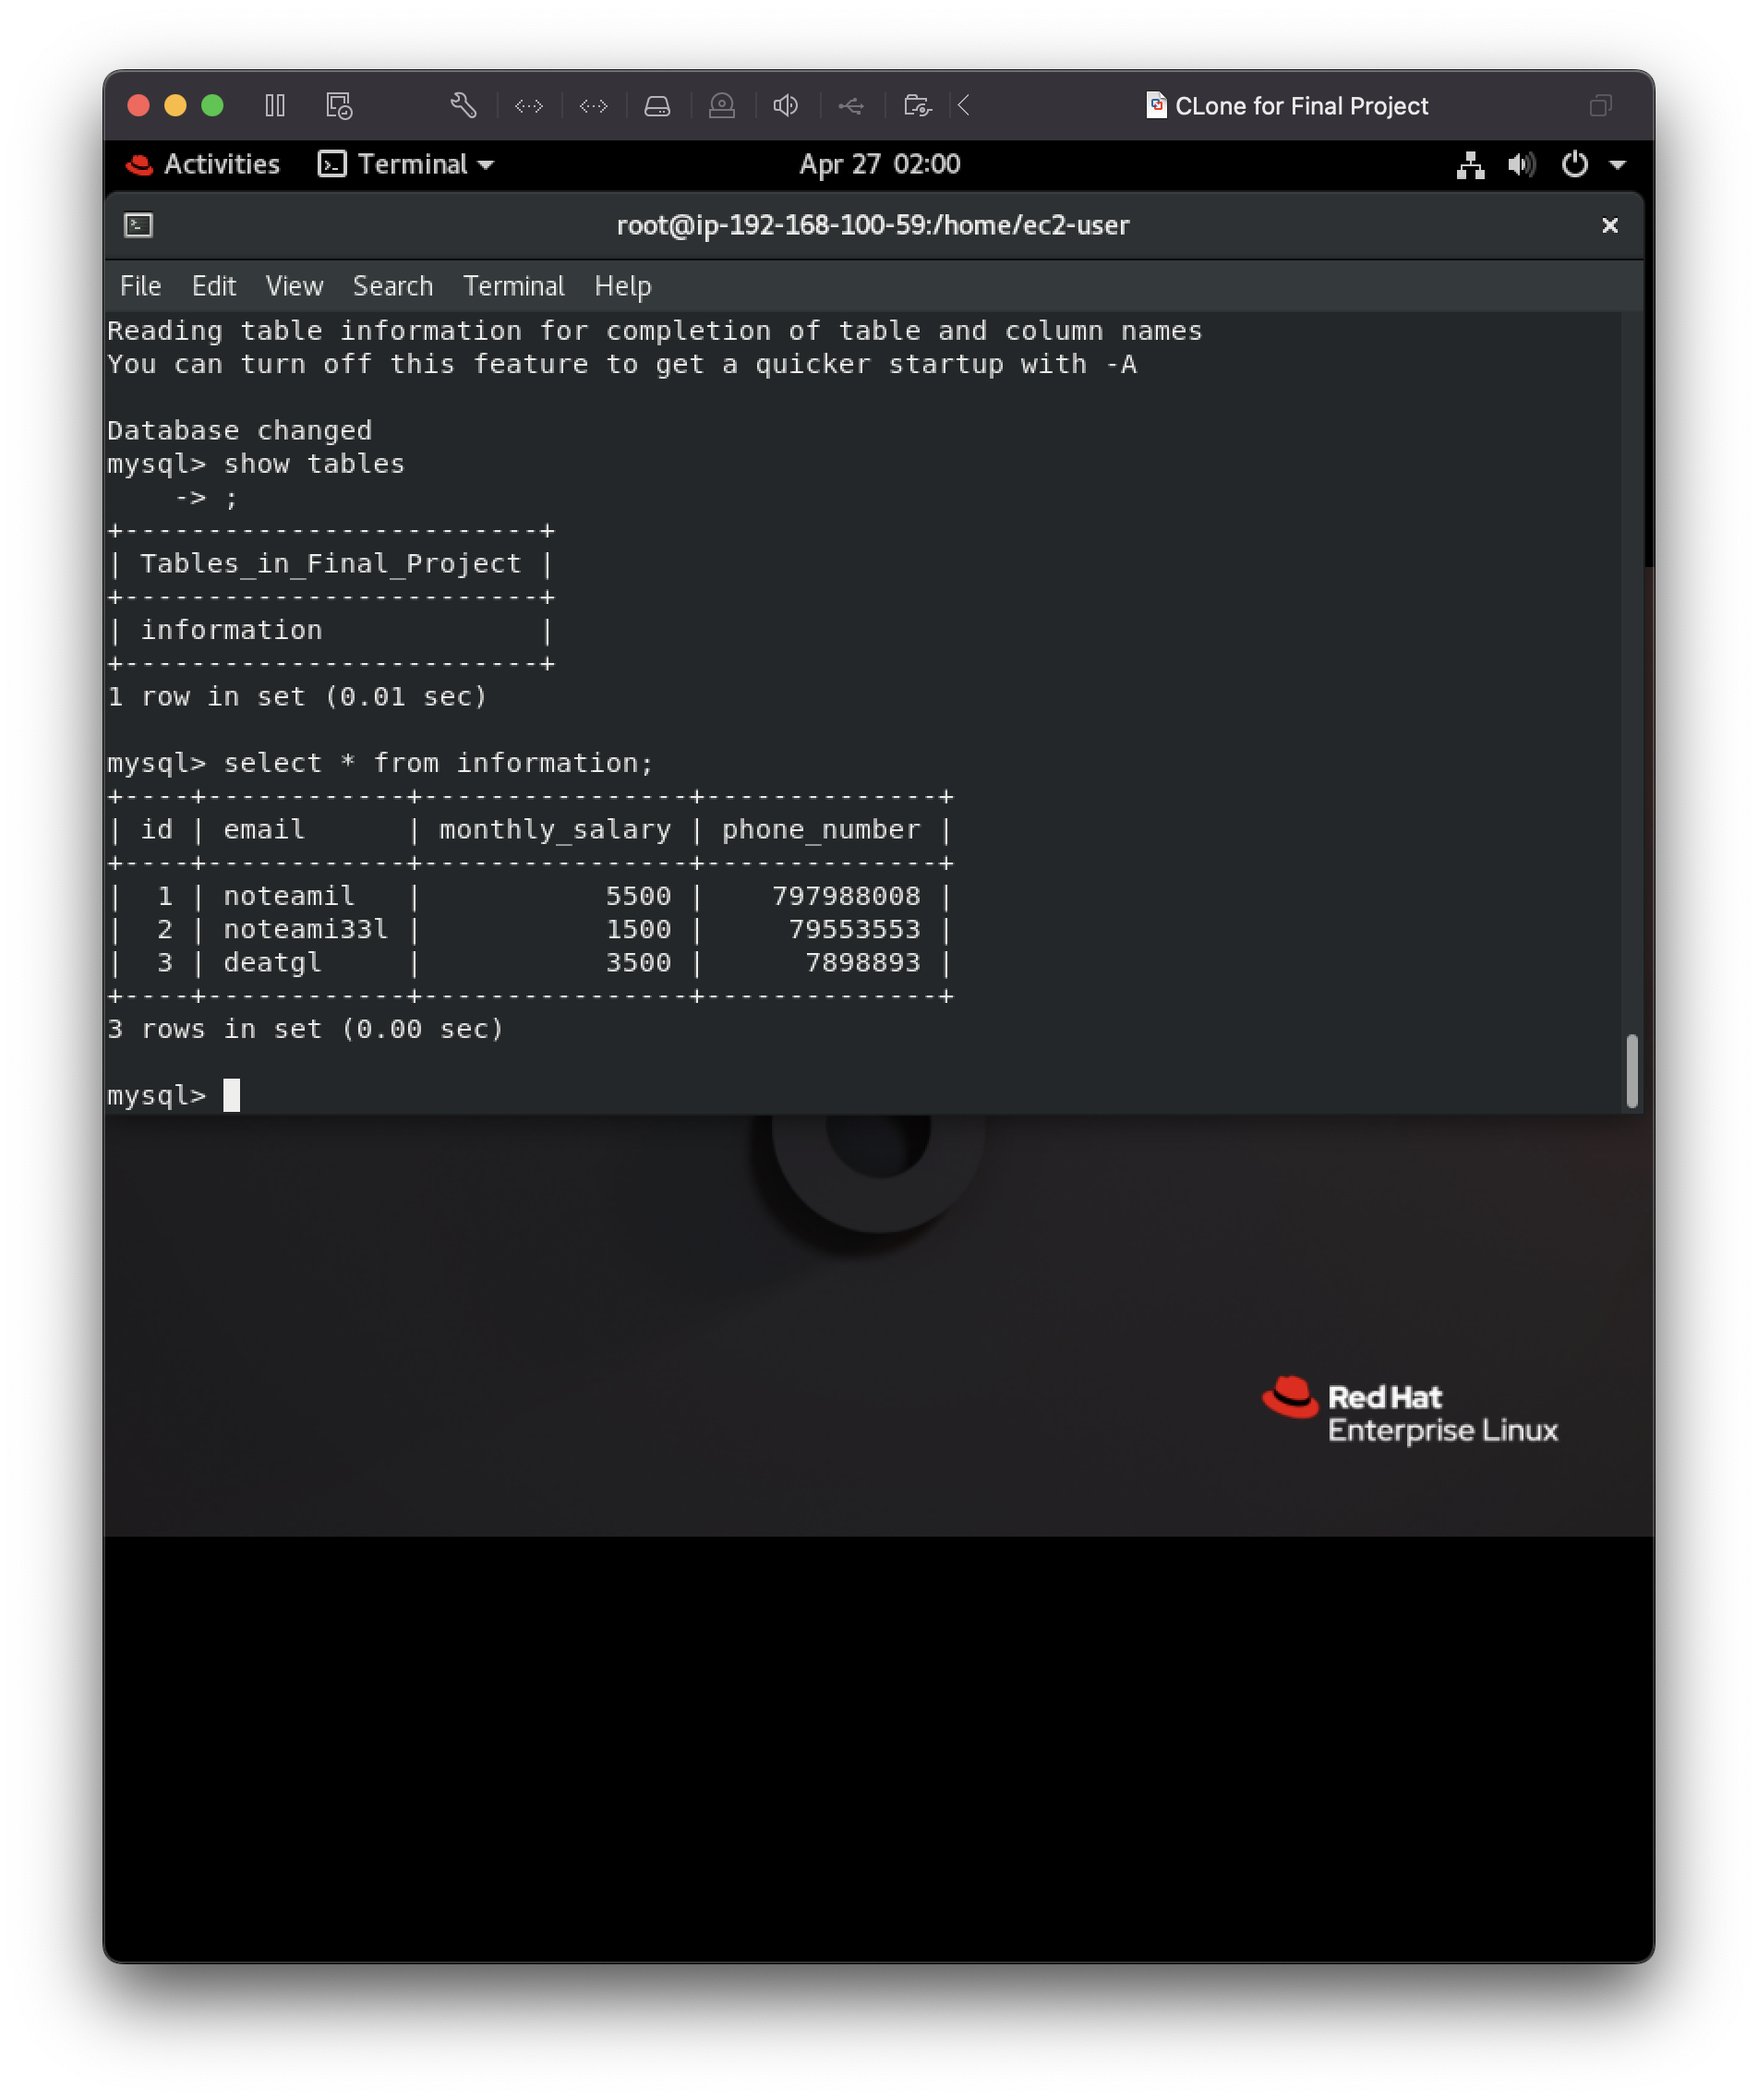 CLone for Final Project
Activities Terminal Apr 27 02:00
root@ip-192-168-100-59:/home/ec2-user
File Edit View Search Terminal Help
Reading table information for completion of table and column names
You can turn off this feature to get a quicker startup with -A
Database changed
mysql> show tables
    -> ;
+-------------------------+
| Tables_in_Final_Project |
+-------------------------+
| information             |
+-------------------------+
1 row in set (0.01 sec)
mysql> select * from information;
+----+------------+----------------+--------------+
| id | email      | monthly_salary | phone_number |
+----+------------+----------------+--------------+
|  1 | noteamil   |           5500 |    797988008 |
|  2 | noteami33l |           1500 |     79553553 |
|  3 | deatgl     |           3500 |      7898893 |
+----+------------+----------------+--------------+
3 rows in set (0.00 sec)
mysql>
Red Hat
Enterprise Linux